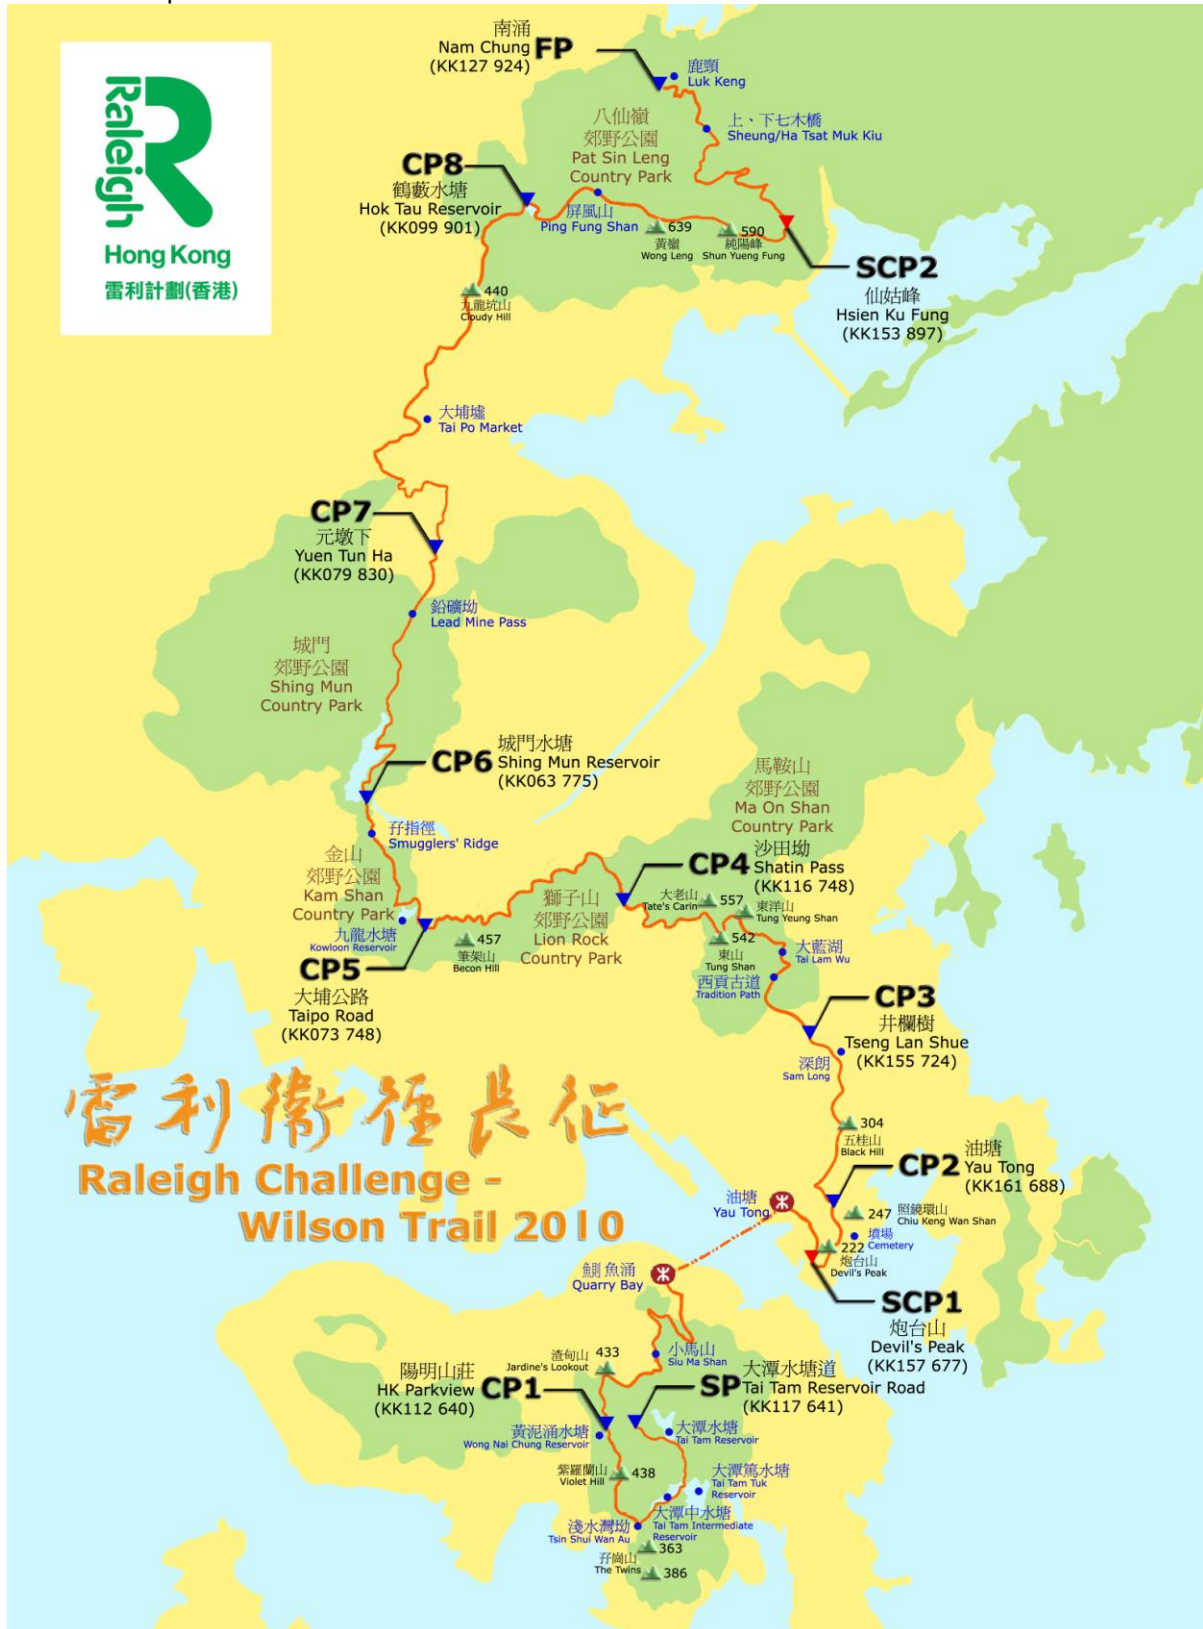 南涌
Nam Chung
(KK127 924)
FP
鹿頸
Luk Keng
上、下七木橋
Sheung/Ha Tsat Muk Kiu
八仙嶺
郊野公園
Pat Sin Leng
Country Park
Raleigh
R
Hong Kong
雷利計劃(香港)
CP8
鶴藪水塘
Hok Tau Reservoir
(KK099 901)
屏風山
Ping Fung Shan
639
黃嶺
Wong Leng
590
純陽峰
Shun Yueng Fung
SCP2
仙姑峰
Hsien Ku Fung
(KK153 897)
440
九龍坑山
Cloudy Hill
大埔墟
Tai Po Market
CP7
元墩下
Yuen Tun Ha
(KK079 830)
鉛礦坳
Lead Mine Pass
城門
郊野公園
Shing Mun
Country Park
CP6
城門水塘
Shing Mun Reservoir
(KK063 775)
馬鞍山
郊野公園
Ma On Shan
Country Park
孖指徑
Smugglers' Ridge
金山
郊野公園
Kam Shan
Country Park
九龍水塘
Kowloon Reservoir
CP4
沙田坳
Shatin Pass
(KK116 748)
獅子山
郊野公園
Lion Rock
Country Park
大老山
Tate's Carin
557
東洋山
Tung Yeung Shan
542
東山
Tung Shan
大藍湖
Tai Lam Wu
西貢古道
Tradition Path
457
筆架山
Becon Hill
CP5
大埔公路
Taipo Road
(KK073 748)
CP3
井欄樹
Tseng Lan Shue
(KK155 724)
深朗
Sam Long
雷利衞徑長征
Raleigh Challenge -
Wilson Trail 2010
304
五桂山
Black Hill
CP2
油塘
Yau Tong
(KK161 688)
油塘
Yau Tong
247
照鏡環山
Chiu Keng Wan Shan
墳場
Cemetery
222
炮台山
Devil's Peak
SCP1
炮台山
Devil's Peak
(KK157 677)
鰂魚涌
Quarry Bay
小馬山
Siu Ma Shan
渣甸山
Jardine's Lookout
433
陽明山莊
HK Parkview
(KK112 640)
CP1
SP
大潭水塘道
Tai Tam Reservoir Road
(KK117 641)
黃泥涌水塘
Wong Nai Chung Reservoir
大潭水塘
Tai Tam Reservoir
紫羅蘭山
Violet Hill
438
大潭篤水塘
Tai Tam Tuk
Reservoir
大潭中水塘
Tai Tam Intermediate
Reservoir
淺水灣坳
Tsin Shui Wan Au
363
孖崗山
The Twins
386